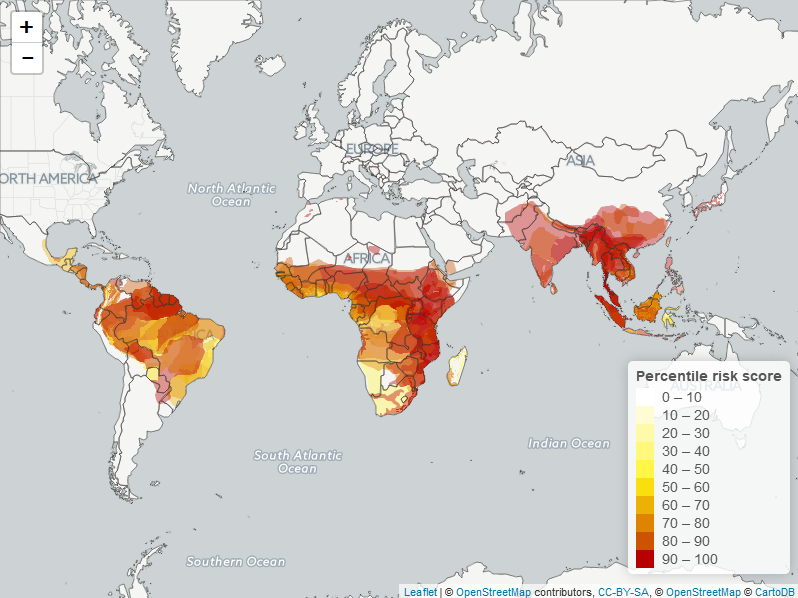 +
−
ORTH AMERICA
EUROPE
ASIA
North Atlantic
Ocean
AFRICA
ICA
AUSTRALIA
South Atlantic
Ocean
Indian Ocean
Southern Ocean
Percentile risk score
0 – 10
10 – 20
20 – 30
30 – 40
40 – 50
50 – 60
60 – 70
70 – 80
80 – 90
90 – 100
Leaflet | © OpenStreetMap contributors, CC-BY-SA, © OpenStreetMap © CartoDB